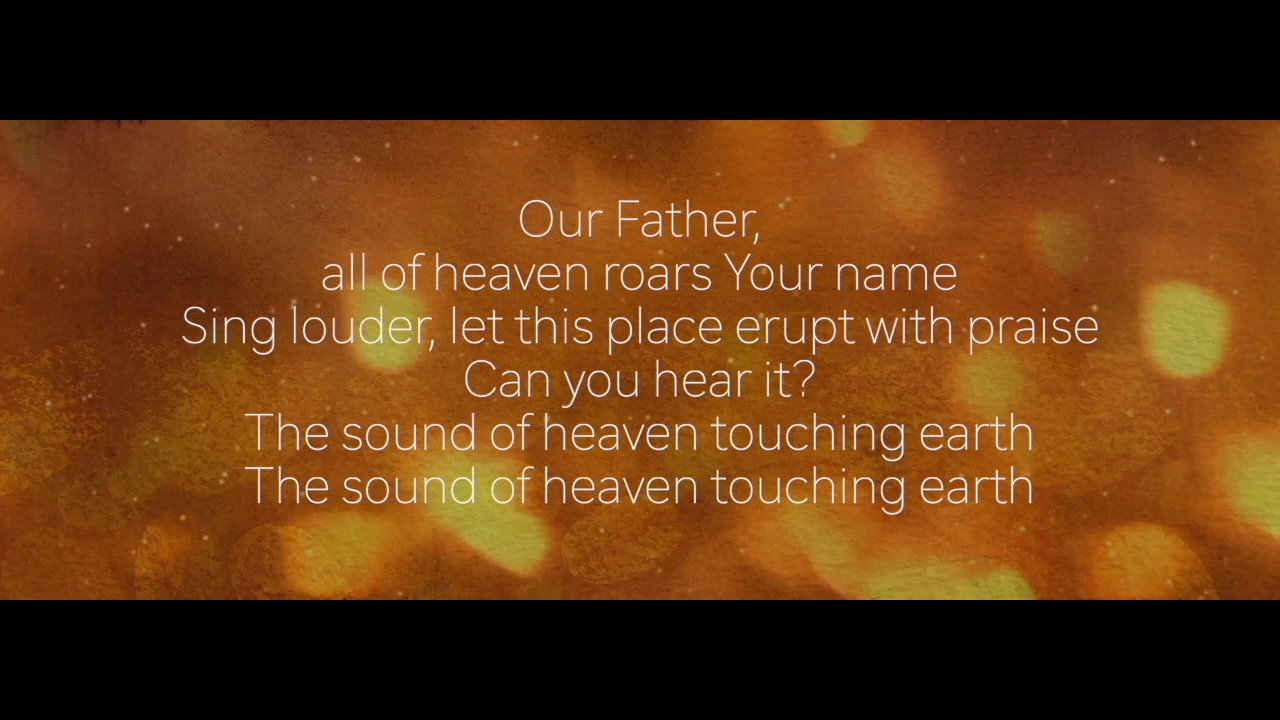 Our Father,
all of heaven roars Your name
Sing louder, let this place erupt with praise
Can you hear it?
The sound of heaven touching earth
The sound of heaven touching earth